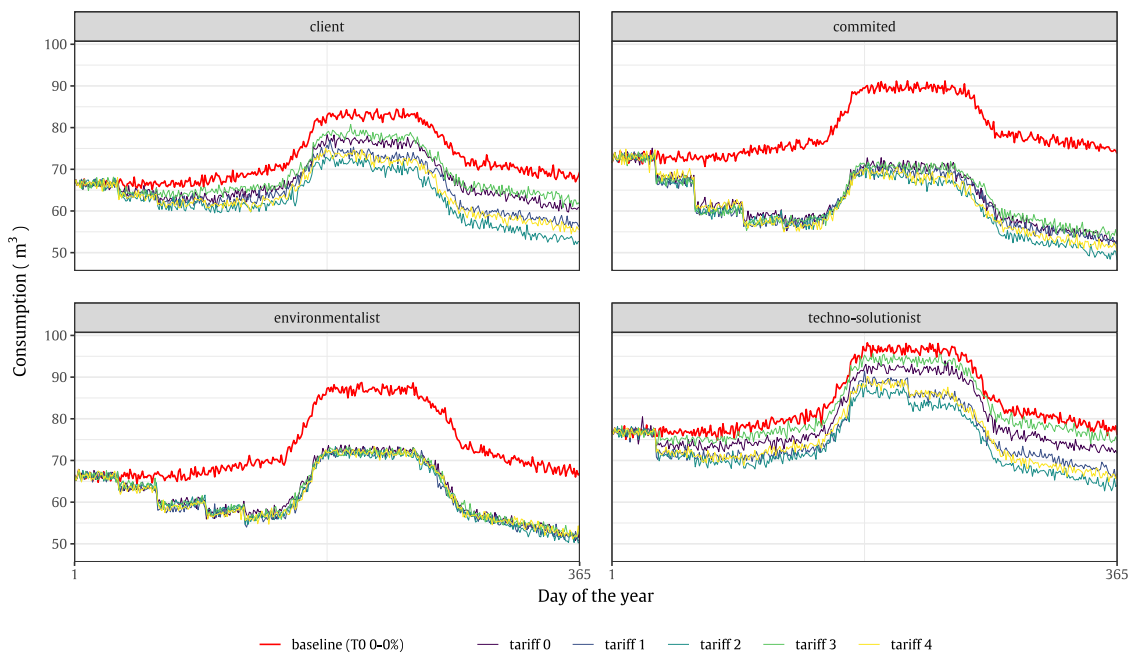 client
commited
100
90
80
70
60
50
environmentalist
techno-solutionist
100
90
80
70
60
50
Consumption ( m³ )
1
365
1
365
Day of the year
baseline (T0 0-0%) tariff 0 tariff 1 tariff 2 tariff 3 tariff 4